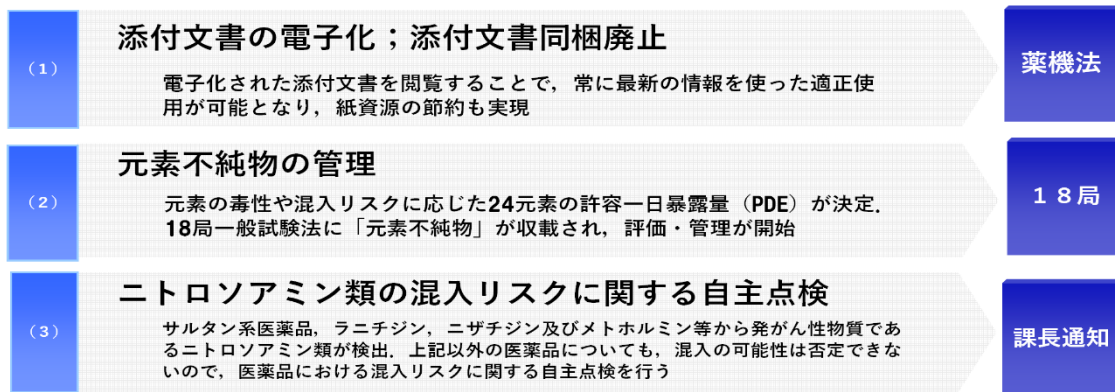 （1）
添付文書の電子化；添付文書同梱廃止
電子化された添付文書を閲覧することで，常に最新の情報を使った適正使
用が可能となり，紙資源の節約も実現
薬機法
（2）
元素不純物の管理
元素の毒性や混入リスクに応じた24元素の許容一日暴露量（PDE）が決定．
18局一般試験法に「元素不純物」が収載され，評価・管理が開始
１８局
（3）
ニトロソアミン類の混入リスクに関する自主点検
サルタン系医薬品，ラニチジン，ニザチジン及びメトホルミン等から発がん性物質であ
るニトロソアミン類が検出．上記以外の医薬品についても，混入の可能性は否定できな
いので，医薬品における混入リスクに関する自主点検を行う
課長通知